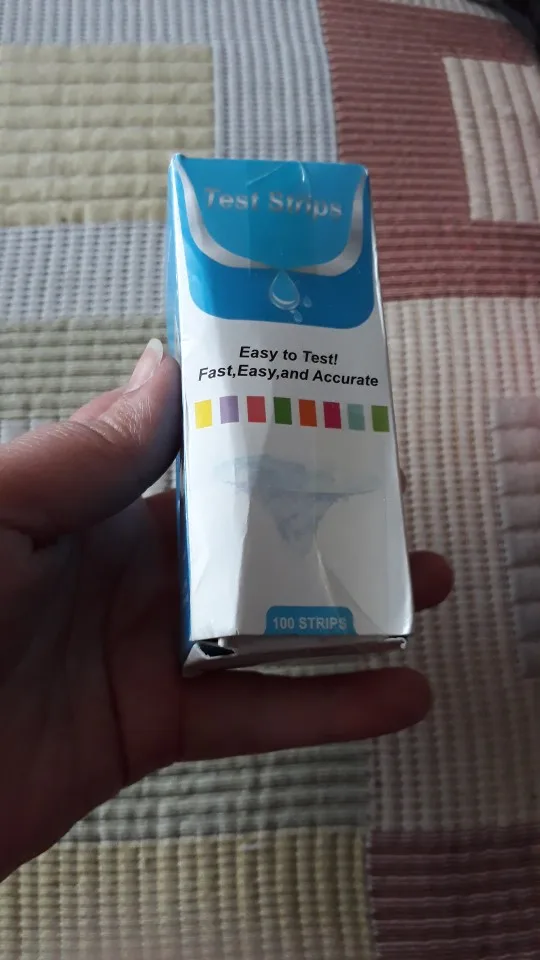 Test Strips
Easy to Test!
Fast,Easy,and Accurate
100 STRIPS